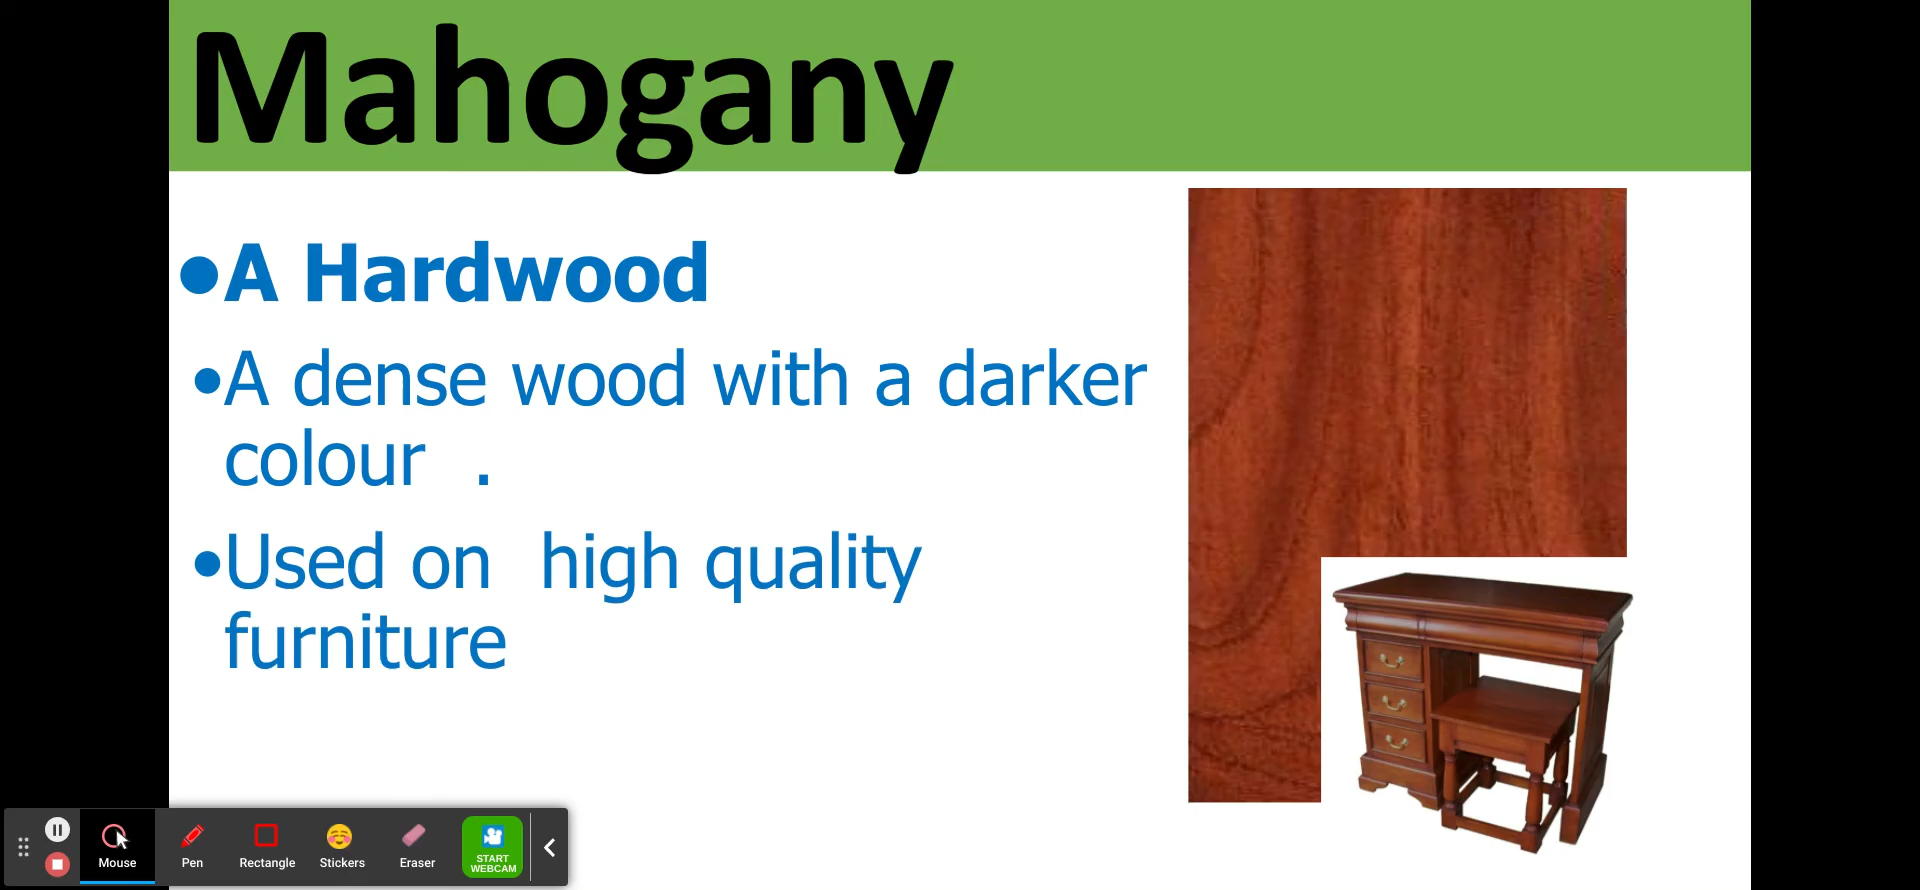 Mahogany
•A Hardwood
•A dense wood with a darker
colour .
•Used on high quality
furniture
Mouse
Pen
Rectangle
Stickers
Eraser
START
WEBCAM